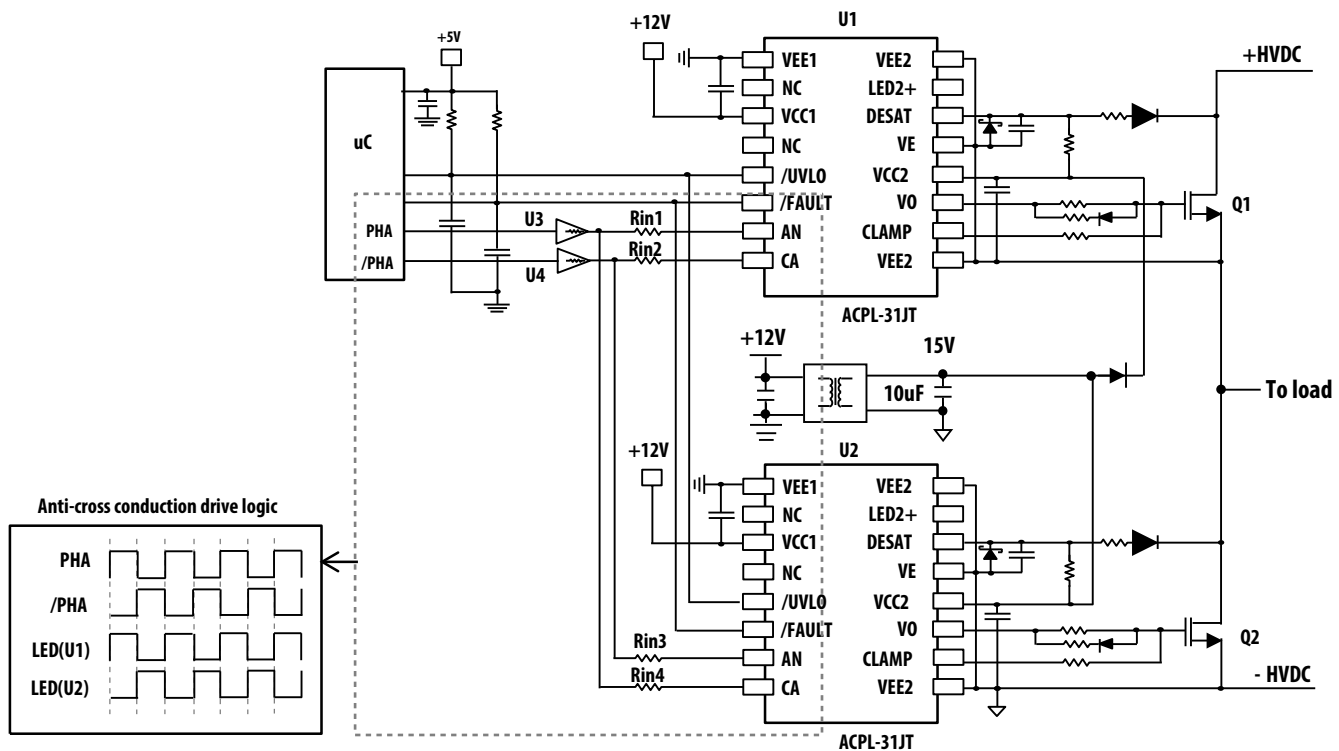 U1
+12V
+5V
uC
PHA
/PHA
U3
U4
Rin1
Rin2
VEE1
NC
VCC1
NC
/UVLO
/FAULT
AN
CA
VEE2
LED2+
DESAT
VE
VCC2
VO
CLAMP
VEE2
ACPL-31JT
+HVDC
Q1
+12V
15V
10uF
To load
U2
+12V
VEE1
NC
VCC1
NC
/UVLO
/FAULT
AN
CA
VEE2
LED2+
DESAT
VE
VCC2
VO
CLAMP
VEE2
Rin3
Rin4
Q2
- HVDC
ACPL-31JT
Anti-cross conduction drive logic
PHA
/PHA
LED(U1)
LED(U2)